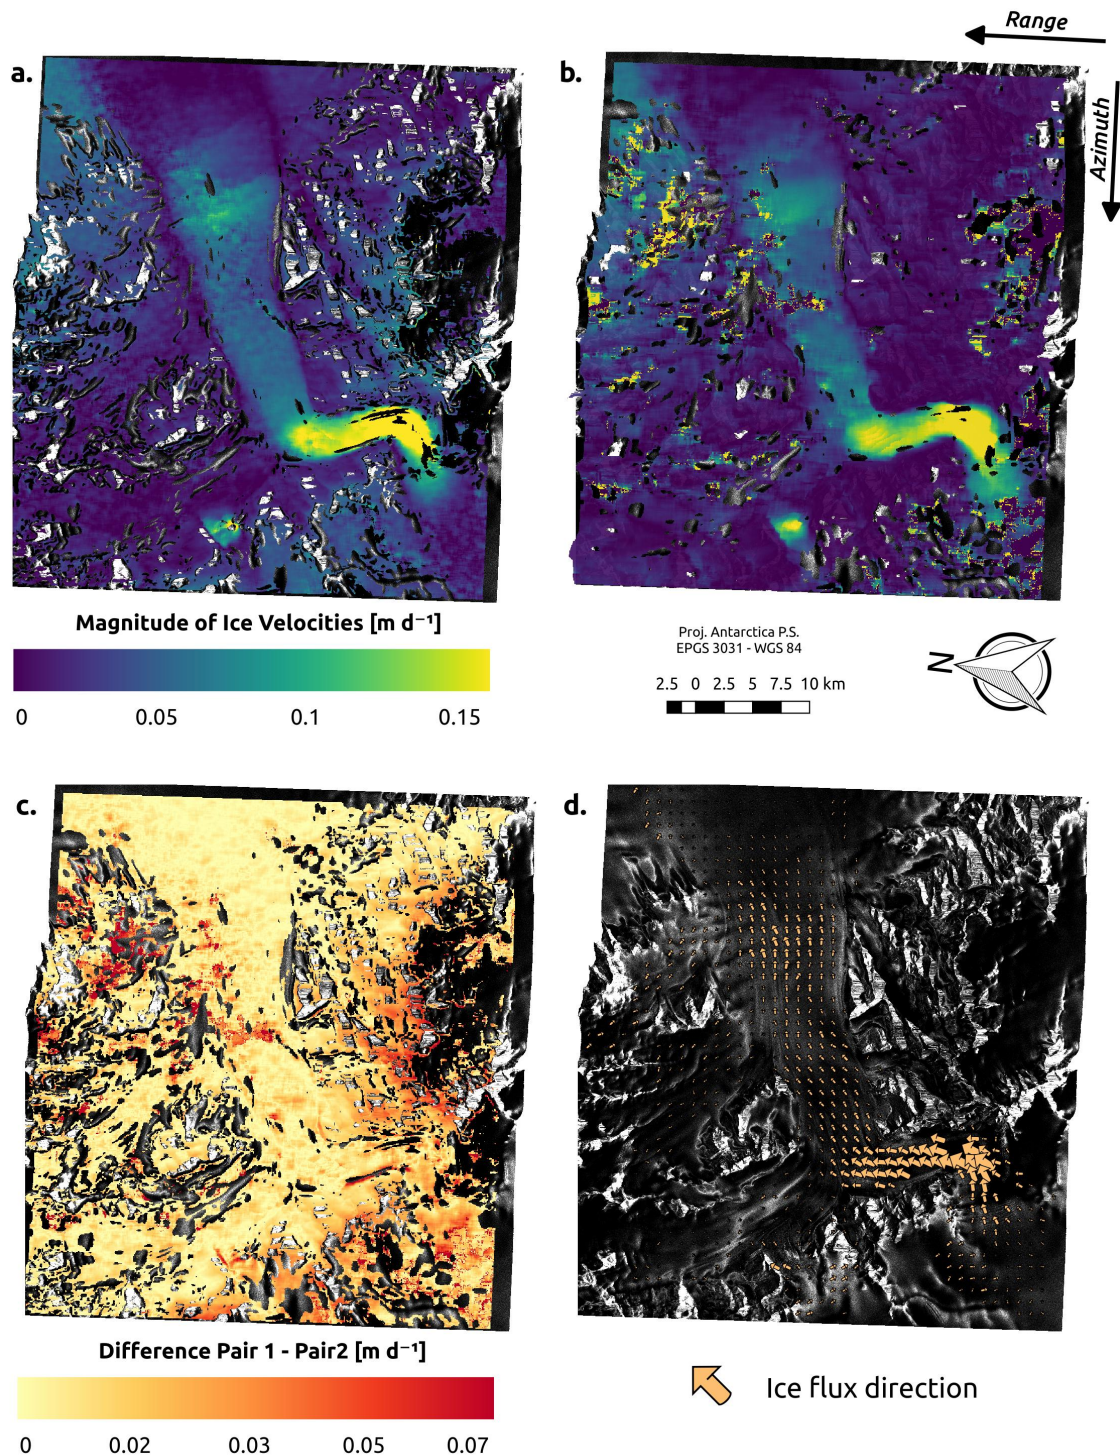 Range
a.
b.
Azimuth
Magnitude of Ice Velocities [m d⁻¹]
0 0.05 0.1 0.15
Proj. Antarctica P.S.
EPGS 3031 - WGS 84
2.5 0 2.5 5 7.5 10 km
N
c.
d.
Difference Pair 1 - Pair2 [m d⁻¹]
0 0.02 0.03 0.05 0.07
Ice flux direction